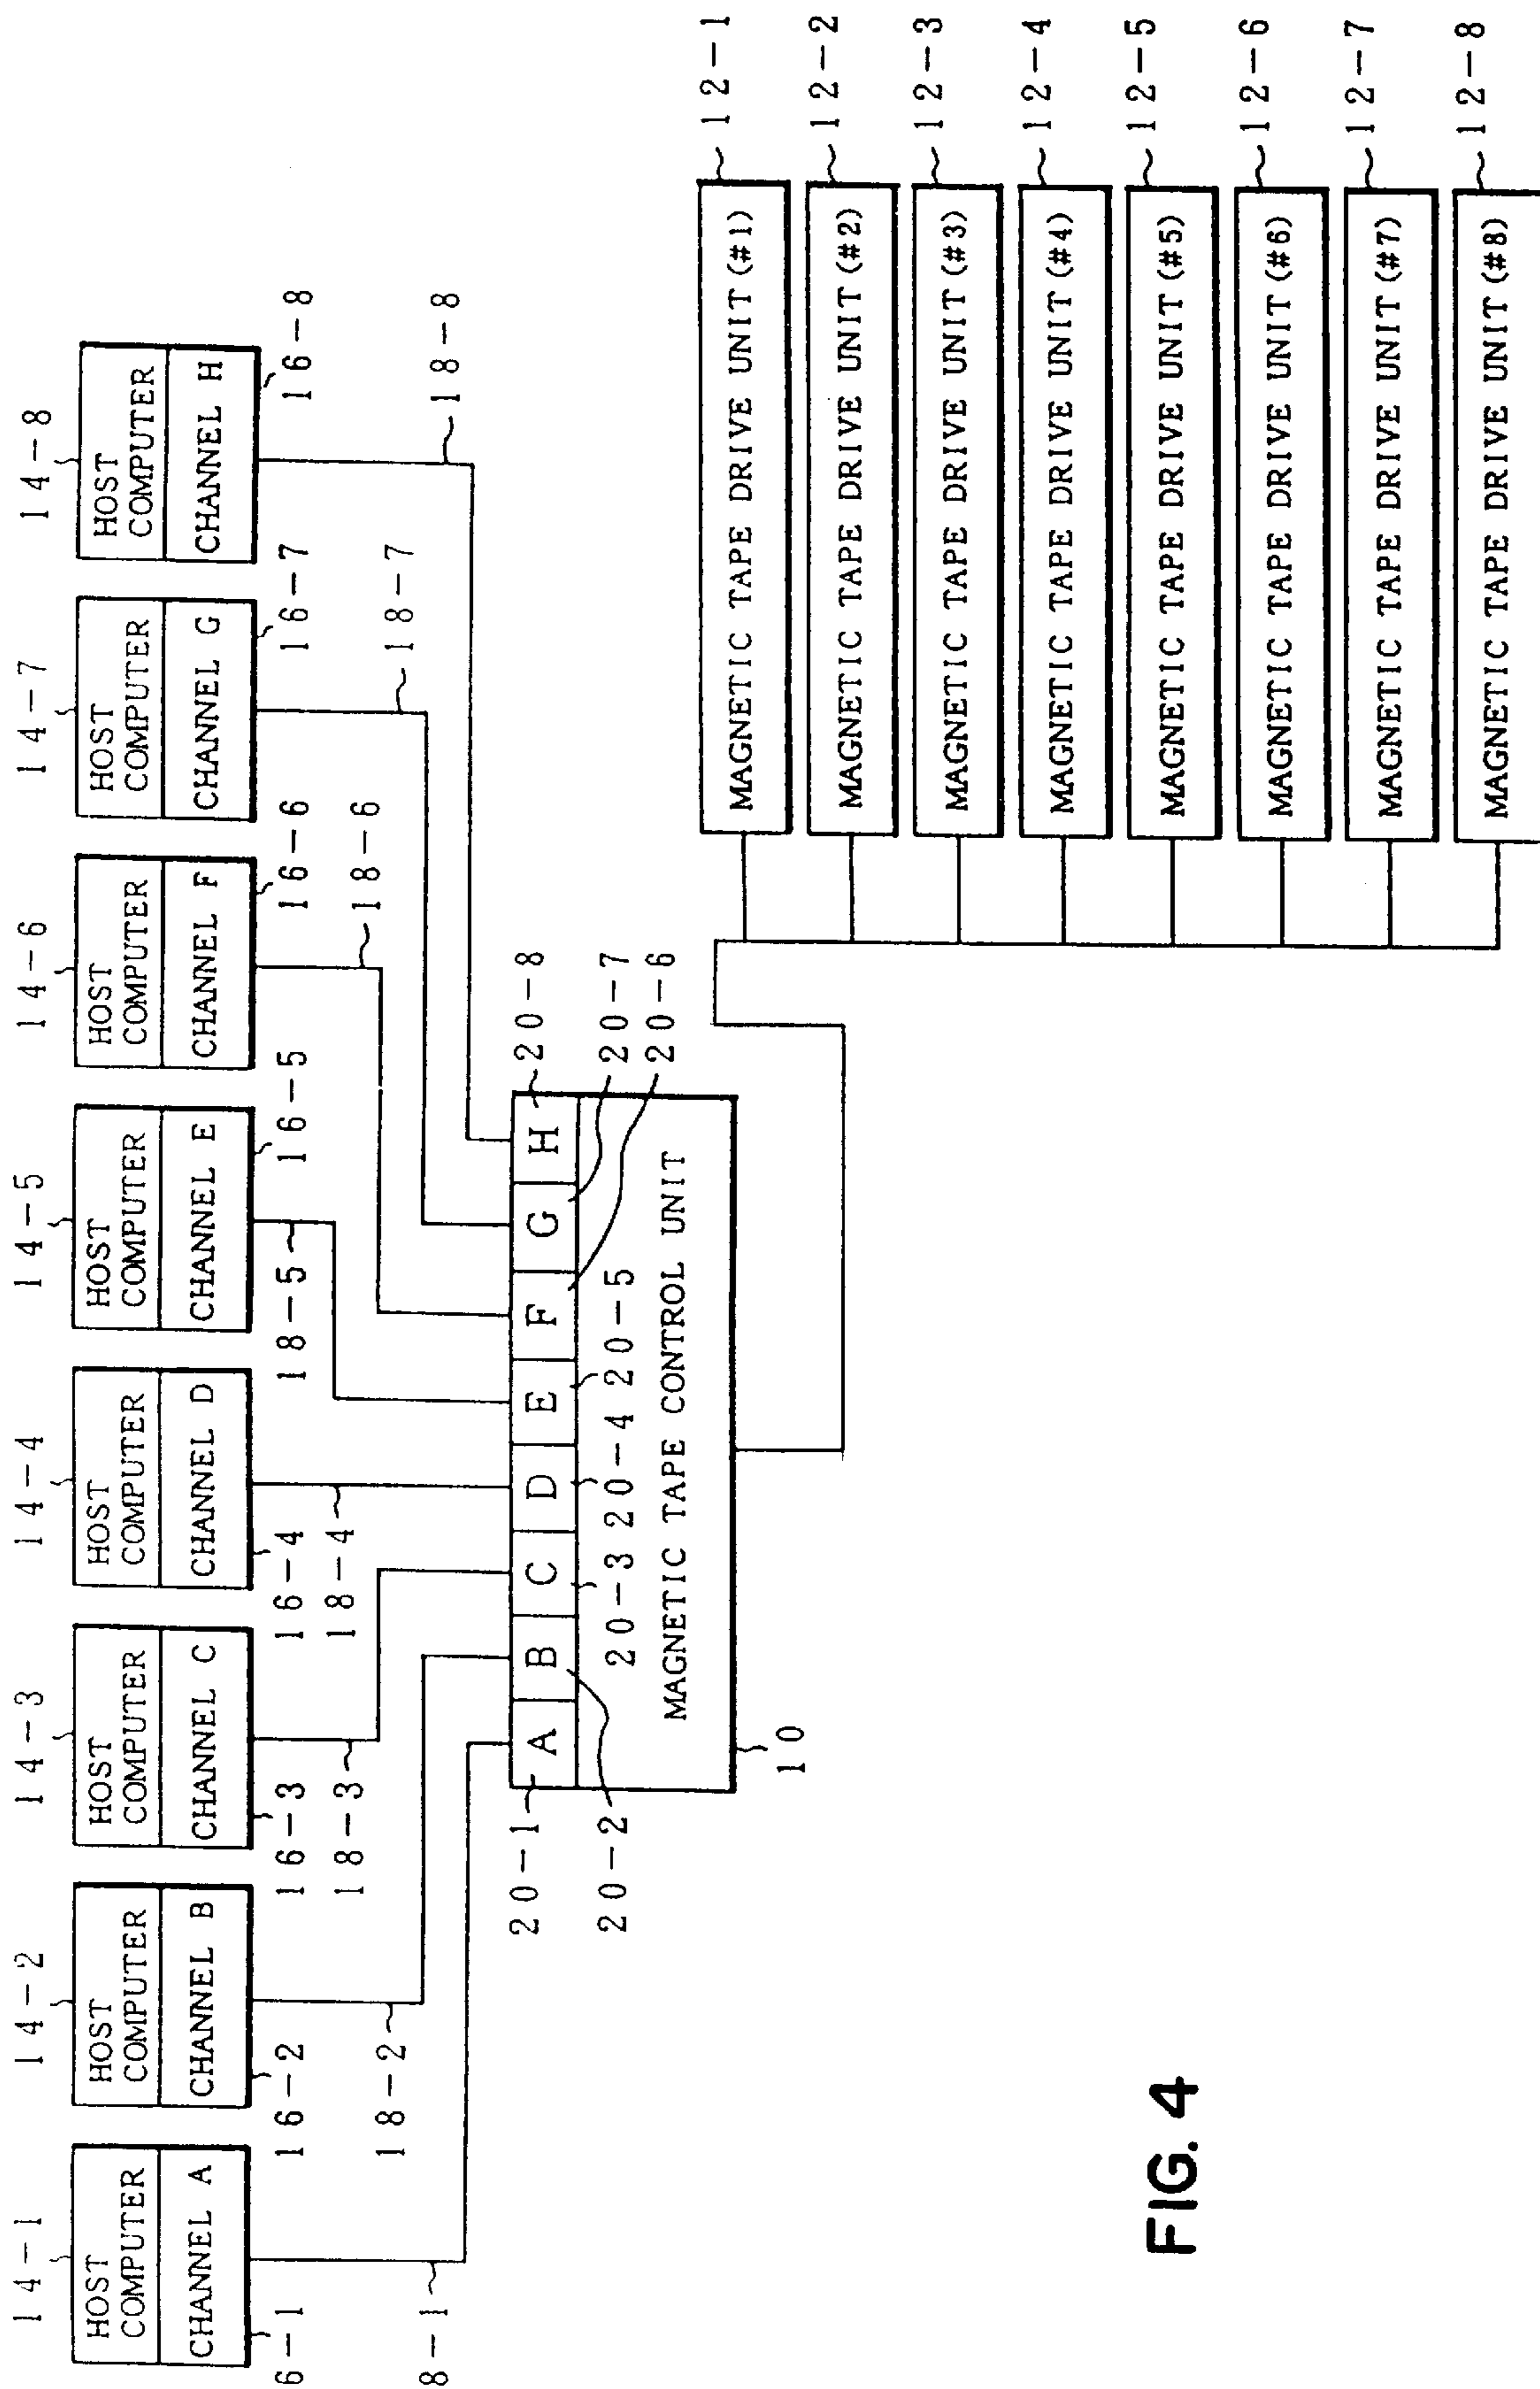 14-1
14-2
14-3
14-4
14-5
14-6
14-7
14-8
HOST
COMPUTER
CHANNEL A
HOST
COMPUTER
CHANNEL B
HOST
COMPUTER
CHANNEL C
HOST
COMPUTER
CHANNEL D
HOST
COMPUTER
CHANNEL E
HOST
COMPUTER
CHANNEL F
HOST
COMPUTER
CHANNEL G
HOST
COMPUTER
CHANNEL H
6-1
16-2
16-3
16-4
16-5
16-6
16-7
16-8
8-1
18-2
18-3
18-4
18-5
18-6
18-7
18-8
20-1
A
B
C
D
E
F
G
H
20-8
20-2
20-3
20-4
20-5
20-7
20-6
MAGNETIC TAPE CONTROL UNIT
10
MAGNETIC TAPE DRIVE UNIT(#1)
12-1
MAGNETIC TAPE DRIVE UNIT(#2)
12-2
MAGNETIC TAPE DRIVE UNIT(#3)
12-3
MAGNETIC TAPE DRIVE UNIT(#4)
12-4
MAGNETIC TAPE DRIVE UNIT(#5)
12-5
MAGNETIC TAPE DRIVE UNIT(#6)
12-6
MAGNETIC TAPE DRIVE UNIT(#7)
12-7
MAGNETIC TAPE DRIVE UNIT(#8)
12-8
FIG. 4